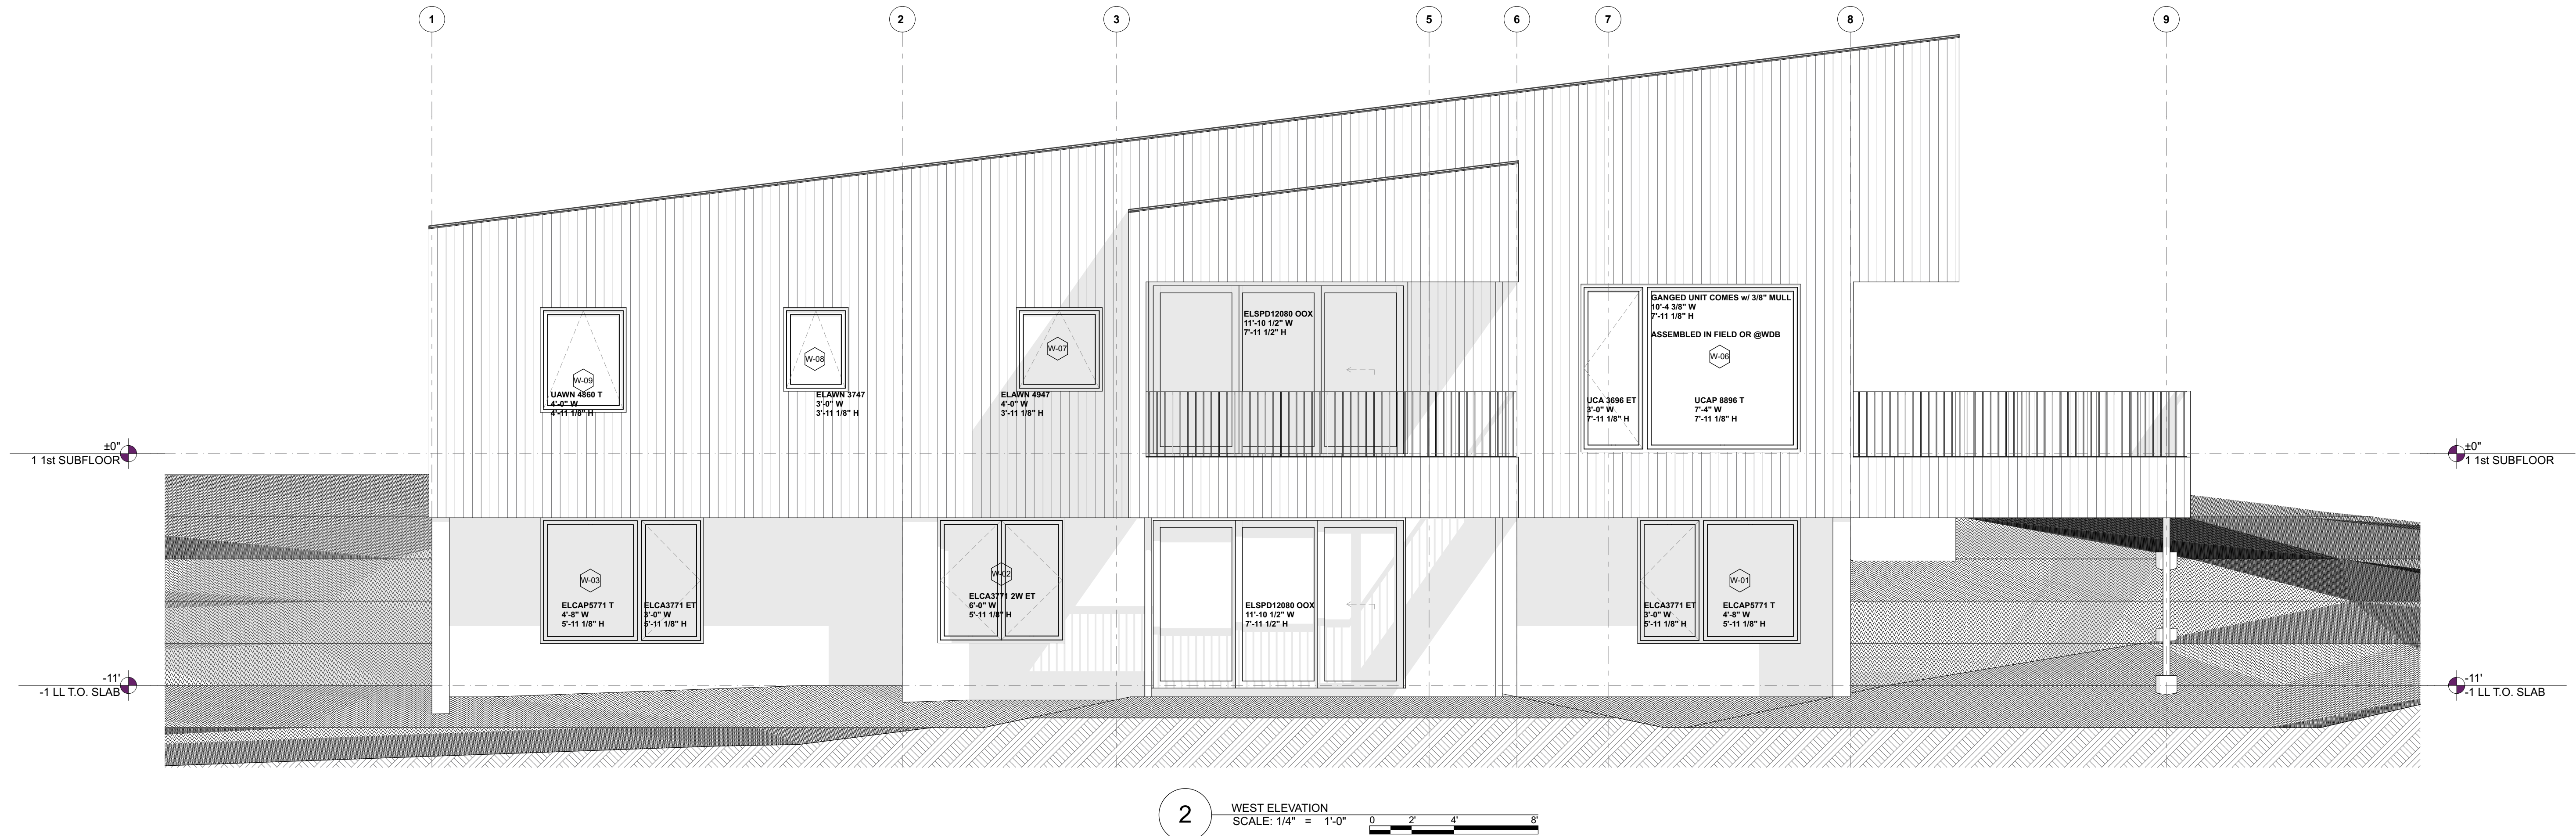 1 2 3 5 6 7 8 9
GANGED UNIT COMES w/ 3/8" MULL
10'-4 3/8" W
7'-11 1/8" H
ASSEMBLED IN FIELD OR @WDB
W-06
ELSPD12080 OOX
11'-10 1/2" W
7'-11 1/2" H
W-09
UAWN 4860 T
4'-0" W
4'-11 1/8" H
W-08
ELAWN 3747
3'-0" W
3'-11 1/8" H
W-07
ELAWN 4947
4'-0" W
3'-11 1/8" H
UCA 3696 ET
3'-0" W
7'-11 1/8" H
UCAP 8896 T
7'-4" W
7'-11 1/8" H
±0"
1 1st SUBFLOOR
±0"
1 1st SUBFLOOR
W-03
ELCAP5771 T
4'-8" W
5'-11 1/8" H
ELCA3771 ET
3'-0" W
5'-11 1/8" H
W-02
ELCA3771 2W ET
6'-0" W
5'-11 1/8" H
ELSPD12080 OOX
11'-10 1/2" W
7'-11 1/2" H
ELCA3771 ET
3'-0" W
5'-11 1/8" H
W-01
ELCAP5771 T
4'-8" W
5'-11 1/8" H
-11'
-1 LL T.O. SLAB
-11'
-1 LL T.O. SLAB
2
WEST ELEVATION
SCALE: 1/4" = 1'-0"
0 2' 4' 8'